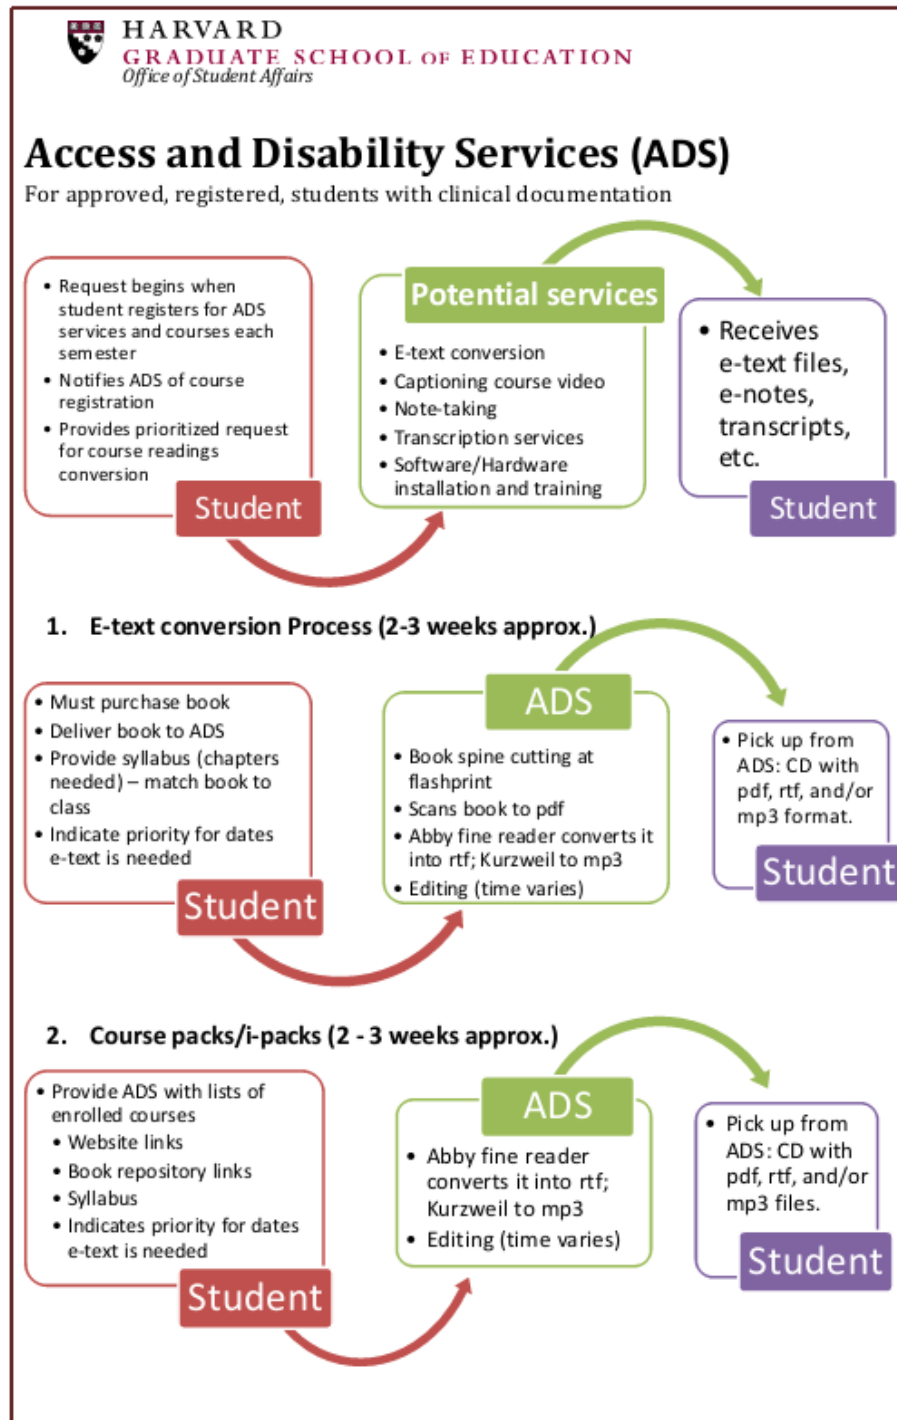 HARVARD
GRADUATE SCHOOL OF EDUCATION
Office of Student Affairs
Access and Disability Services (ADS)
For approved, registered, students with clinical documentation
• Request begins when
student registers for ADS
services and courses each
semester
• Notifies ADS of course
registration
• Provides prioritized request
for course readings
conversion
Student
Potential services
• E-text conversion
• Captioning course video
• Note-taking
• Transcription services
• Software/Hardware
installation and training
• Receives
e-text files,
e-notes,
transcripts,
etc.
Student
1. E-text conversion Process (2-3 weeks approx.)
• Must purchase book
• Deliver book to ADS
• Provide syllabus (chapters
needed) – match book to
class
• Indicate priority for dates
e-text is needed
Student
ADS
• Book spine cutting at
flashprint
• Scans book to pdf
• Abby fine reader converts it
into rtf; Kurzweil to mp3
• Editing (time varies)
• Pick up from
ADS: CD with
pdf, rtf, and/or
mp3 format.
Student
2. Course packs/i-packs (2 - 3 weeks approx.)
• Provide ADS with lists of
enrolled courses
• Website links
• Book repository links
• Syllabus
• Indicates priority for dates
e-text is needed
Student
ADS
• Abby fine reader
converts it into rtf;
Kurzweil to mp3
• Editing (time varies)
• Pick up from
ADS: CD with
pdf, rtf, and/or
mp3 files.
Student